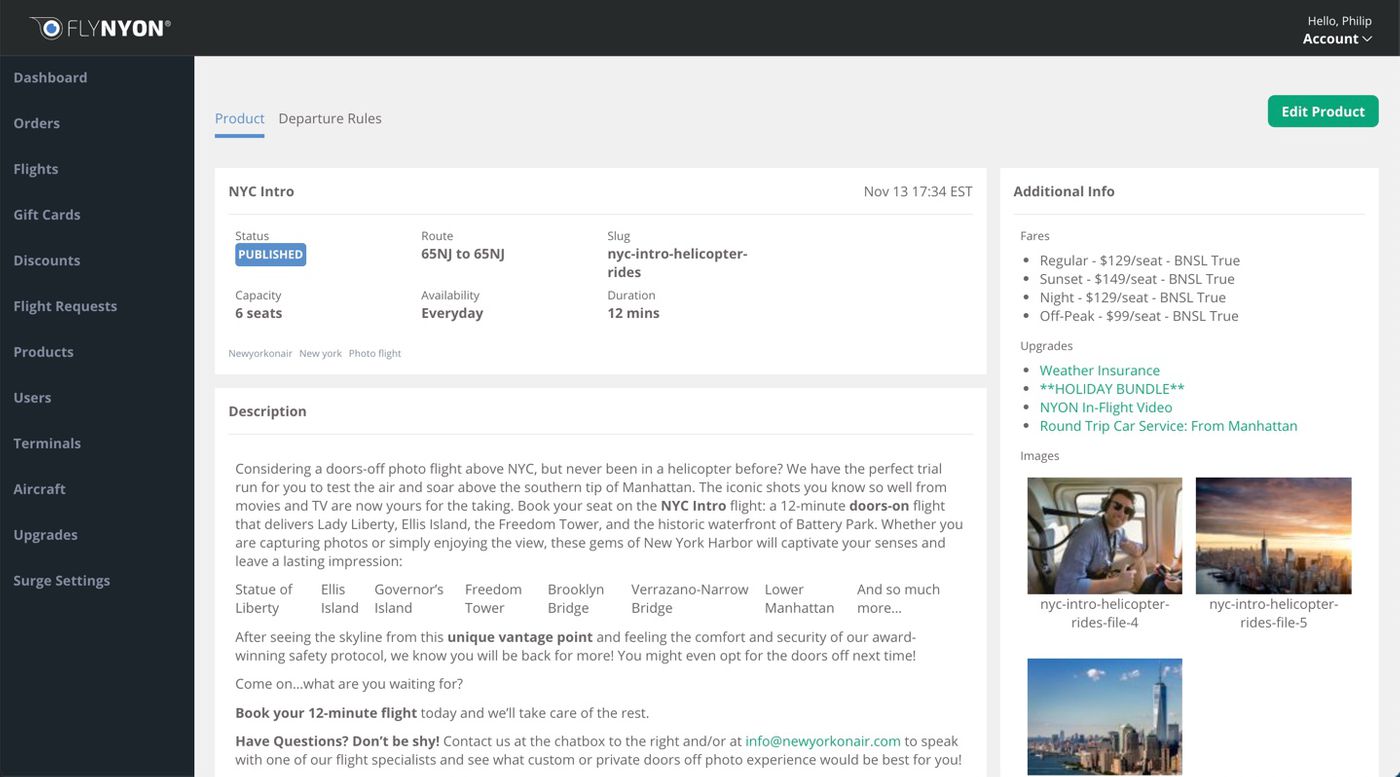 FLYNYON®
Hello, Philip
Account
Dashboard
Orders
Flights
Gift Cards
Discounts
Flight Requests
Products
Users
Terminals
Aircraft
Upgrades
Surge Settings
Product Departure Rules
Edit Product
NYC Intro Nov 13 17:34 EST
Status Route Slug
PUBLISHED 65NJ to 65NJ nyc-intro-helicopter-
rides
Capacity Availability Duration
6 seats Everyday 12 mins
Newyorkonair New york Photo flight
Description
Considering a doors-off photo flight above NYC, but never been in a helicopter before? We have the perfect trial
run for you to test the air and soar above the southern tip of Manhattan. The iconic shots you know so well from
movies and TV are now yours for the taking. Book your seat on the NYC Intro flight: a 12-minute doors-on flight
that delivers Lady Liberty, Ellis Island, the Freedom Tower, and the historic waterfront of Battery Park. Whether you
are capturing photos or simply enjoying the view, these gems of New York Harbor will captivate your senses and
leave a lasting impression:
Statue of Ellis Governor's Freedom Brooklyn Verrazano-Narrow Lower And so much
Liberty Island Island Tower Bridge Bridge Manhattan more...
After seeing the skyline from this unique vantage point and feeling the comfort and security of our award-
winning safety protocol, we know you will be back for more! You might even opt for the doors off next time!
Come on...what are you waiting for?
Book your 12-minute flight today and we'll take care of the rest.
Have Questions? Don't be shy! Contact us at the chatbox to the right and/or at info@newyorkonair.com to speak
with one of our flight specialists and see what custom or private doors off photo experience would be best for you!
Additional Info
Fares
Regular - $129/seat - BNSL True
Sunset - $149/seat - BNSL True
Night - $129/seat - BNSL True
Off-Peak - $99/seat - BNSL True
Upgrades
Weather Insurance
**HOLIDAY BUNDLE**
NYON In-Flight Video
Round Trip Car Service: From Manhattan
Images
nyc-intro-helicopter- nyc-intro-helicopter-
rides-file-4 rides-file-5